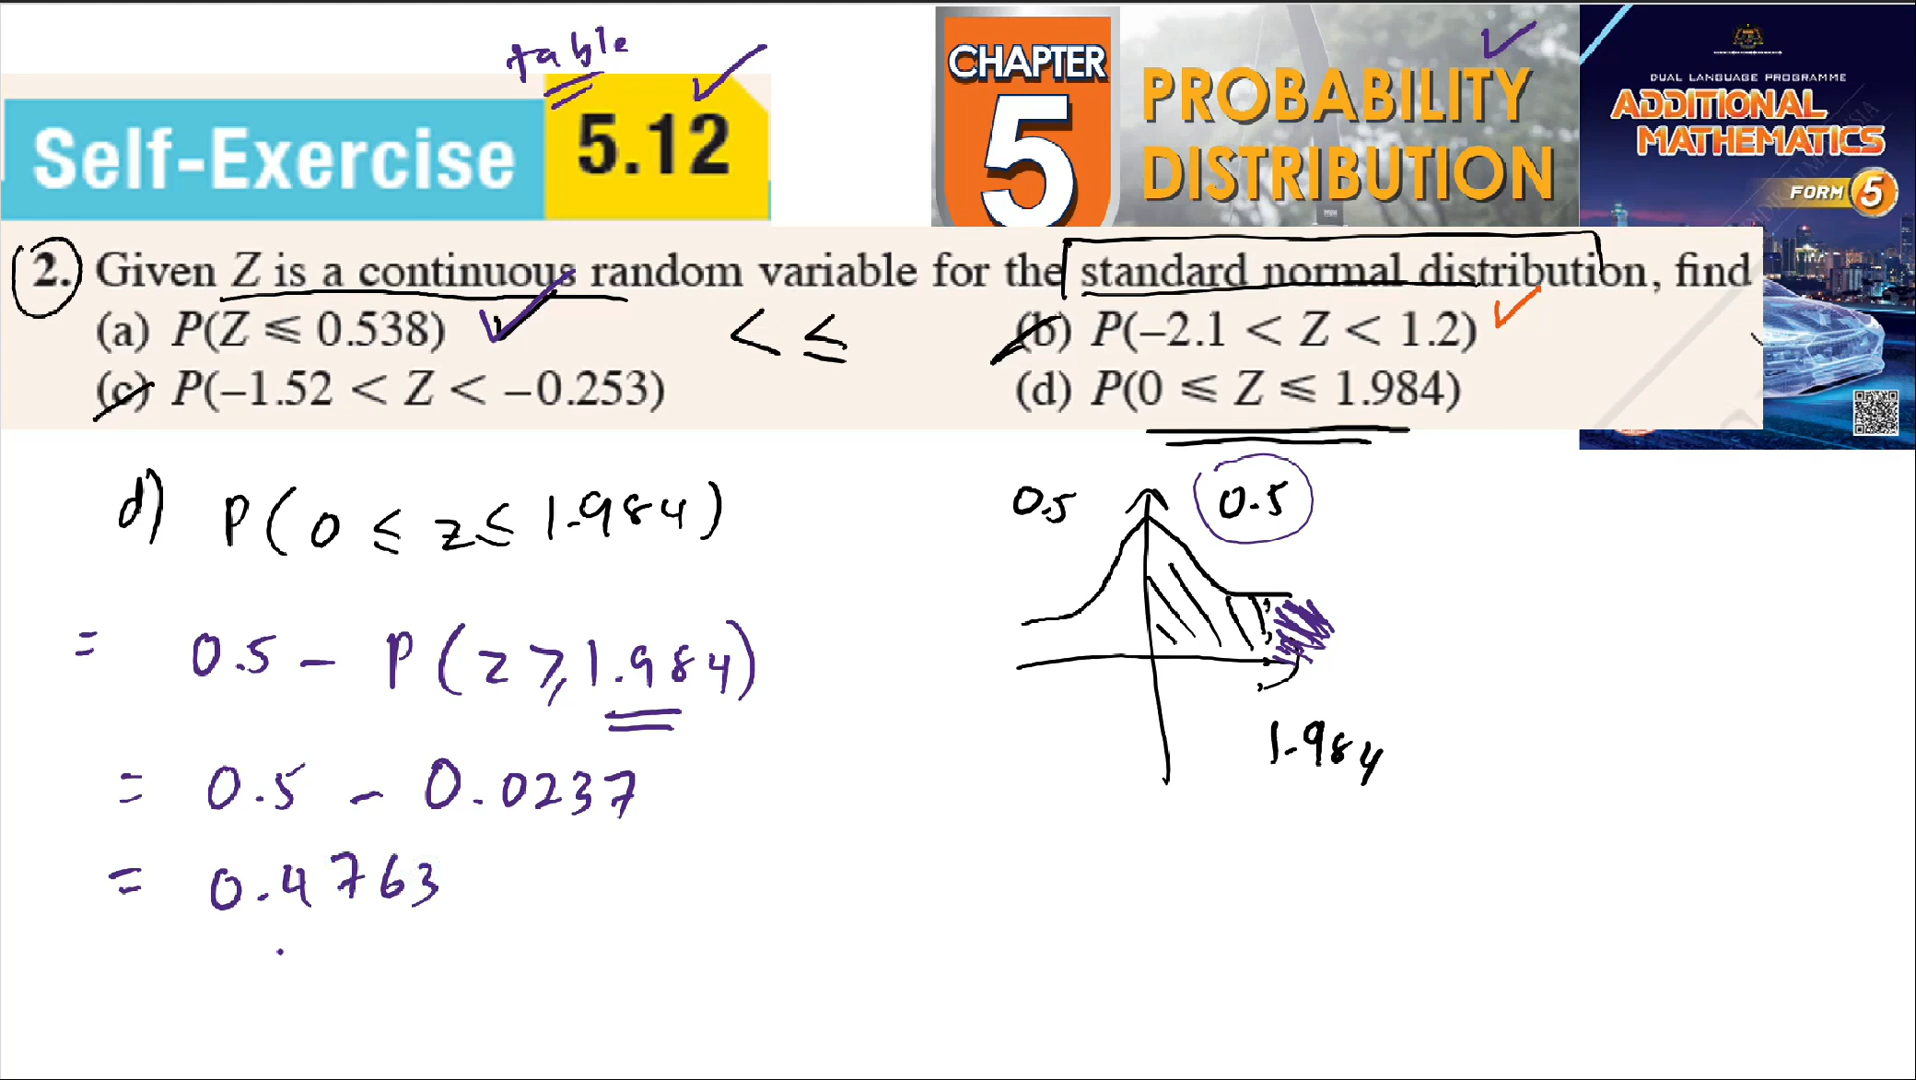 table
Self-Exercise 5.12
CHAPTER 5
PROBABILITY DISTRIBUTION
DUAL LANGUAGE PROGRAMME
ADDITIONAL
MATHEMATICS
FORM 5
2. Given Z is a continuous random variable for the standard normal distribution, find
(a) P(Z ⩽ 0.538) < ≤ (b) P(–2.1 < Z < 1.2)
(c) P(–1.52 < Z < –0.253) (d) P(0 ⩽ Z ⩽ 1.984)
d) P(0 ≤ z ≤ 1.984)
= 0.5 - P(z ≥ 1.984)
= 0.5 - 0.0237
= 0.4763
0.5 0.5
1.984